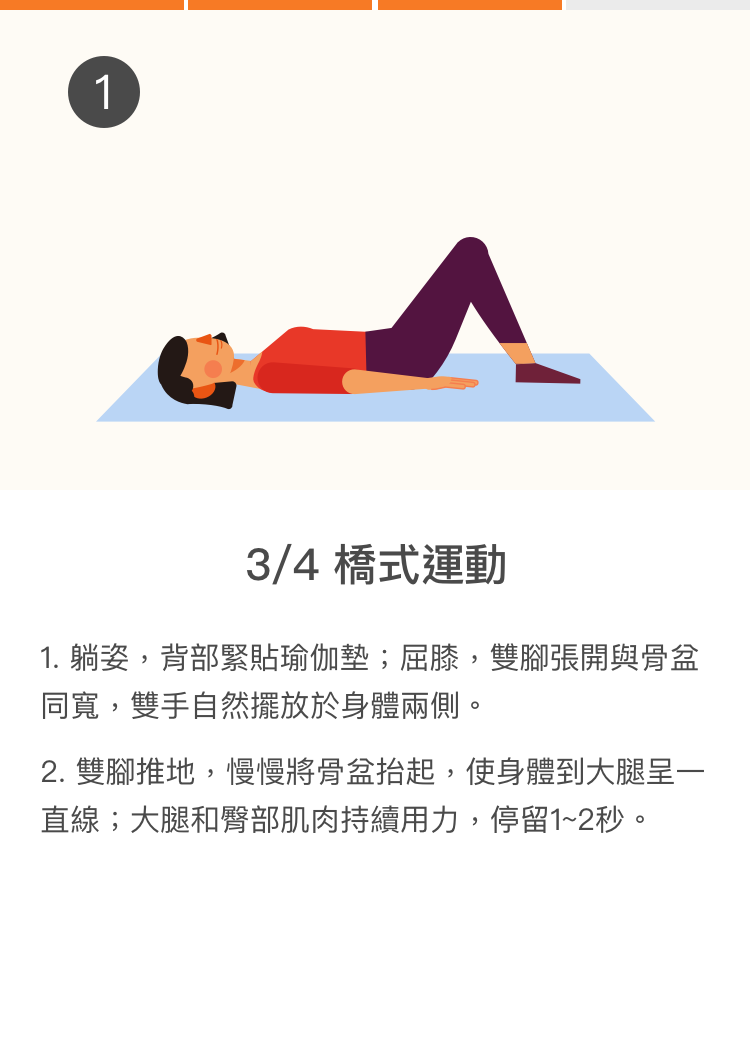 1
3/4 橋式運動
1. 躺姿，背部緊貼瑜伽墊；屈膝，雙腳張開與骨盆
同寬，雙手自然擺放於身體兩側。
2. 雙腳推地，慢慢將骨盆抬起，使身體到大腿呈一
直線；大腿和臀部肌肉持續用力，停留1~2秒。